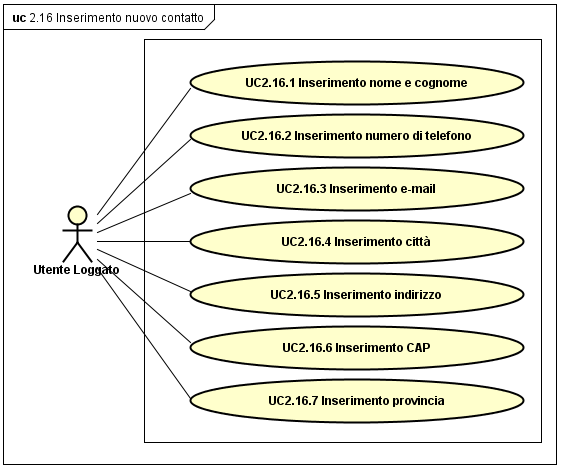 uc 2.16 Inserimento nuovo contatto
UC2.16.1 Inserimento nome e cognome
UC2.16.2 Inserimento numero di telefono
UC2.16.3 Inserimento e-mail
UC2.16.4 Inserimento città
Utente Loggato
UC2.16.5 Inserimento indirizzo
UC2.16.6 Inserimento CAP
UC2.16.7 Inserimento provincia